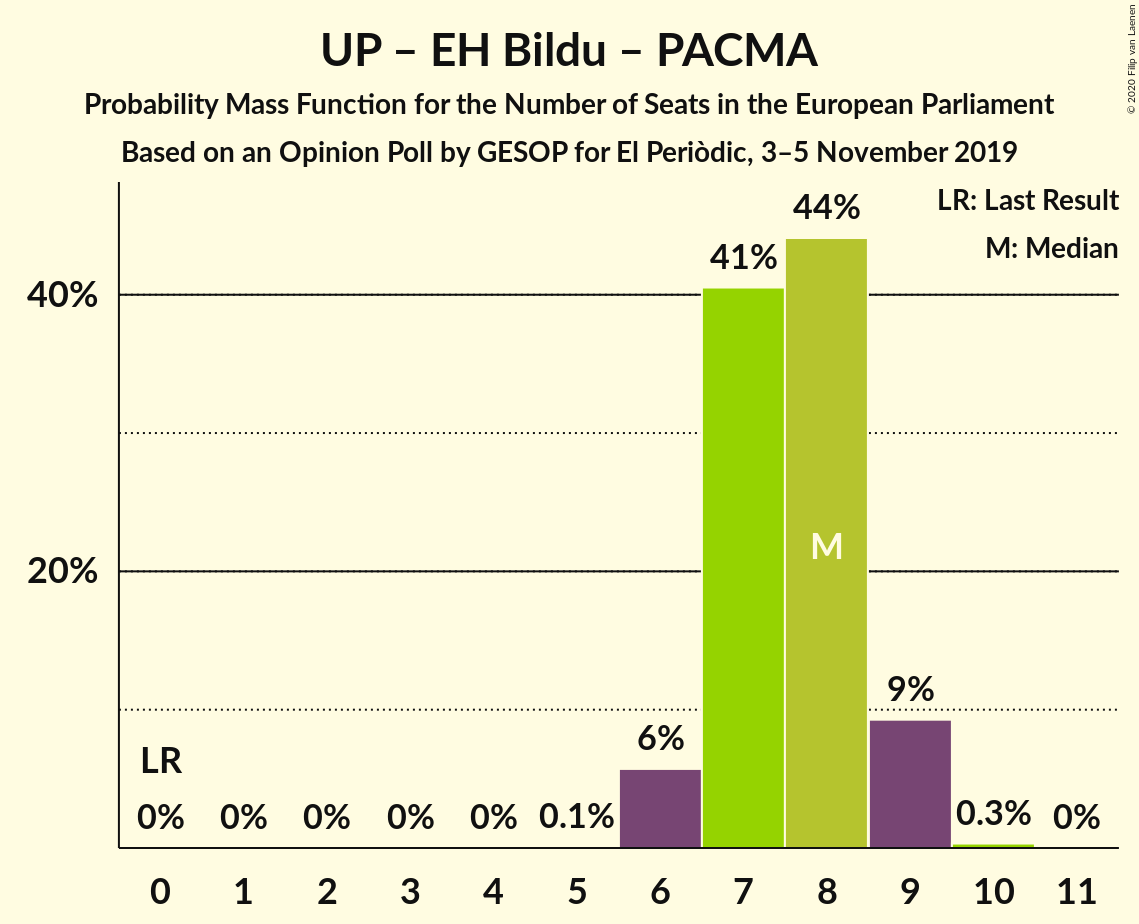 UP – EH Bildu – PACMA
Probability Mass Function for the Number of Seats in the European Parliament
Based on an Opinion Poll by GESOP for El Periòdic, 3–5 November 2019
© 2020 Filip van Laenen
LR: Last Result
M: Median
44%
41%
40%
M
20%
9%
6%
LR
0% 0% 0% 0% 0% 0.1% 0.3% 0%
0 1 2 3 4 5 6 7 8 9 10 11